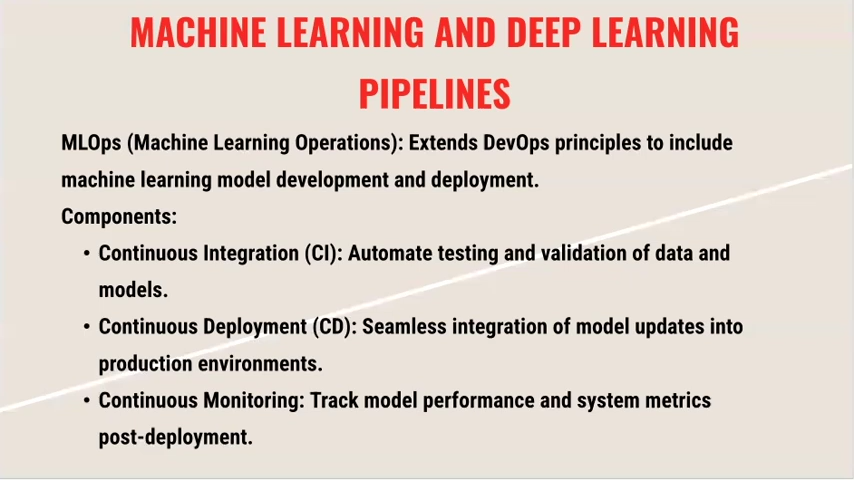 MACHINE LEARNING AND DEEP LEARNING
PIPELINES
MLOps (Machine Learning Operations): Extends DevOps principles to include
machine learning model development and deployment.
Components:
• Continuous Integration (CI): Automate testing and validation of data and
models.
• Continuous Deployment (CD): Seamless integration of model updates into
production environments.
• Continuous Monitoring: Track model performance and system metrics
post-deployment.